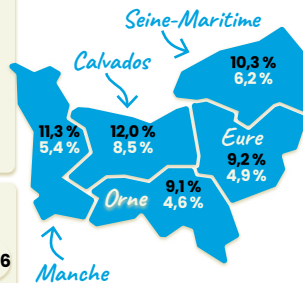 Seine-Maritime
Calvados
10,3 %
6,2 %
11,3 %
5,4 %
12,0 %
8,5 %
Eure
9,2 %
4,9 %
Orne
9,1 %
4,6 %
6
Manche